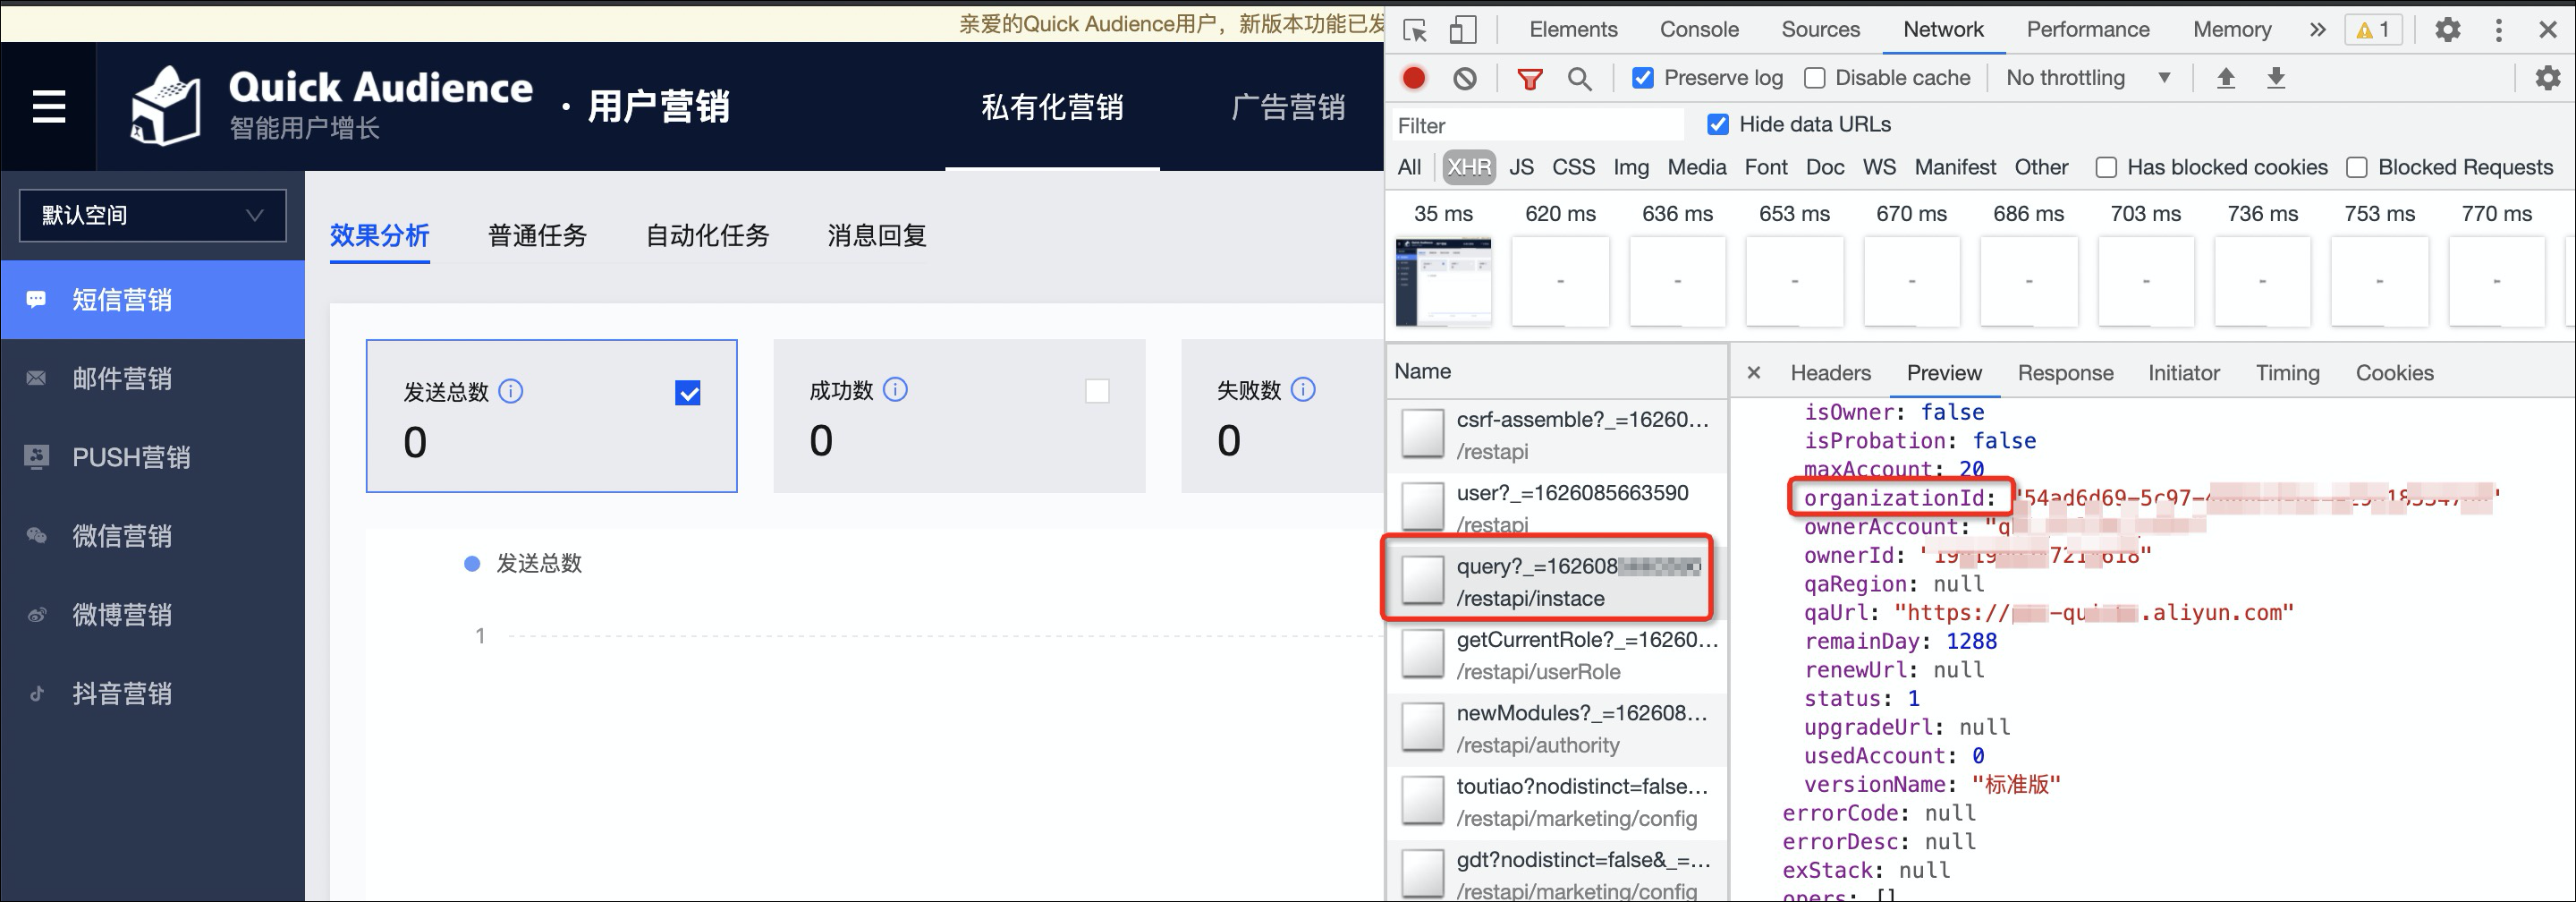 亲爱的Quick Audience用户，新版本功能已发
Quick Audience
智能用户增长
· 用户营销
私有化营销
广告营销
默认空间
短信营销
邮件营销
PUSH营销
微信营销
微博营销
抖音营销
效果分析 普通任务 自动化任务 消息回复
发送总数
0
成功数
0
失败数
0
发送总数
1
Elements Console Sources Network Performance Memory 1
Preserve log Disable cache No throttling
Filter Hide data URLs
All XHR JS CSS Img Media Font Doc WS Manifest Other Has blocked cookies Blocked Requests
35 ms 620 ms 636 ms 653 ms 670 ms 686 ms 703 ms 736 ms 753 ms 770 ms
Name
csrf-assemble?_=16260...
/restapi
user?_=1626085663590
/restapi
query?_=162608
/restapi/instace
getCurrentRole?_=16260...
/restapi/userRole
newModules?_=162608...
/restapi/authority
toutiao?nodistinct=false...
/restapi/marketing/config
gdt?nodistinct=false&_=...
/restapi/marketing/config
Headers Preview Response Initiator Timing Cookies
isOwner: false
isProbation: false
maxAccount: 20
organizationId: "54ad6d69-5c97-
ownerAccount: "q
ownerId:
qaRegion: null
qaUrl: "https://  .aliyun.com"
remainDay: 1288
renewUrl: null
status: 1
upgradeUrl: null
usedAccount: 0
versionName: "标准版"
errorCode: null
errorDesc: null
exStack: null
opers: []